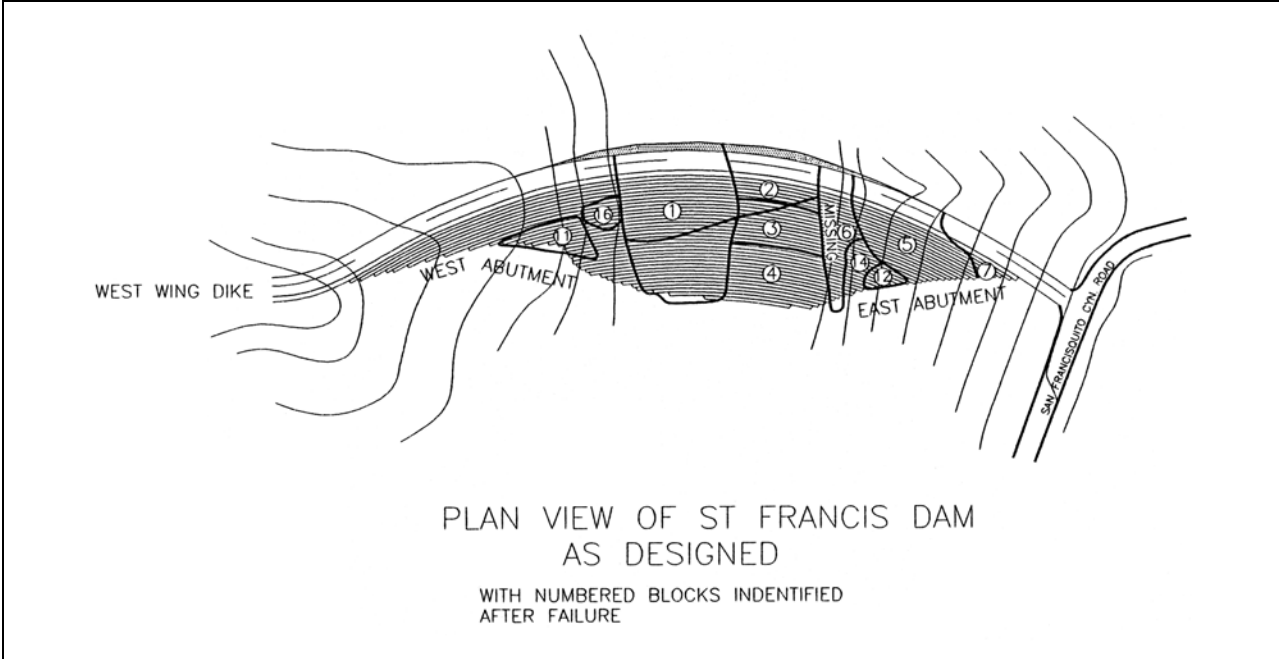 2
16
1
MISSING
6
3
11
5
14
4
12
7
WEST ABUTMENT
EAST ABUTMENT
WEST WING DIKE
SAN FRANCISQUITO CYN ROAD
PLAN VIEW OF ST FRANCIS DAM
AS DESIGNED
WITH NUMBERED BLOCKS INDENTIFIED
AFTER FAILURE